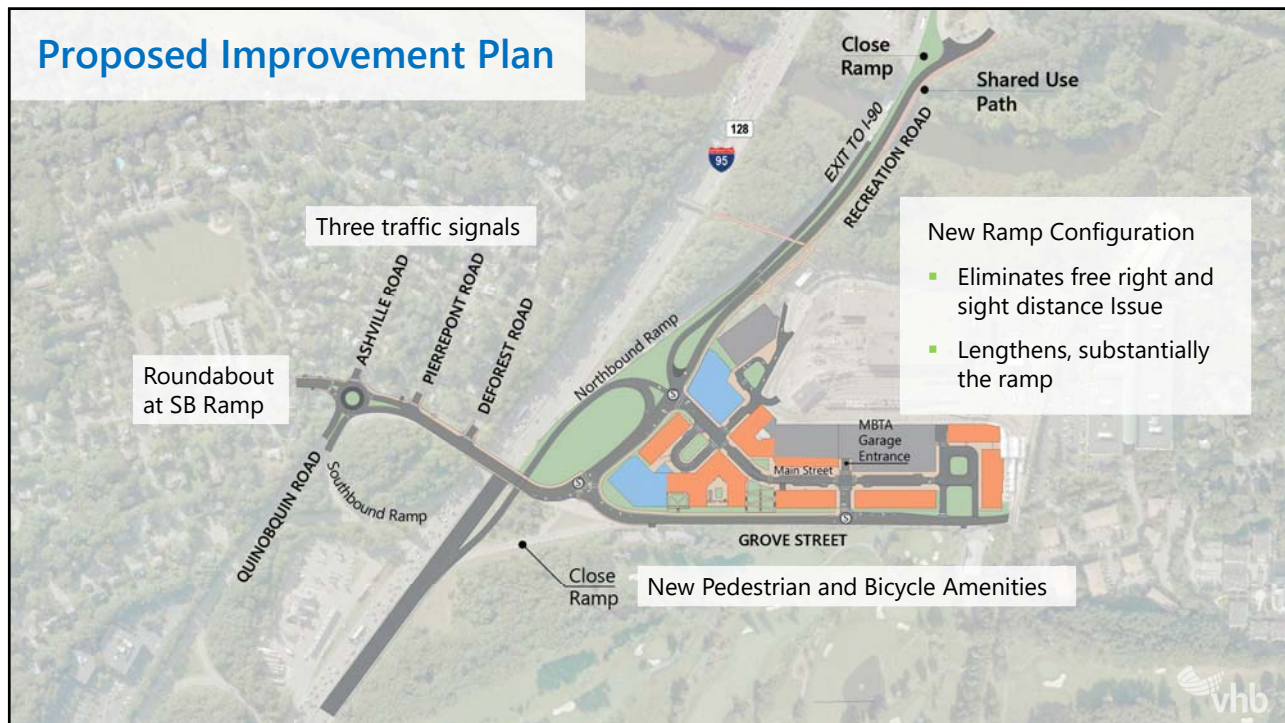 Proposed Improvement Plan
Close
Ramp
Shared Use
Path
128
95
EXIT TO I-90
RECREATION ROAD
Three traffic signals
ASHVILLE ROAD
PIERREPONT ROAD
DEFOREST ROAD
Northbound Ramp
New Ramp Configuration
Eliminates free right and
sight distance Issue
Lengthens, substantially
the ramp
Roundabout
at SB Ramp
QUINOBQUIN ROAD
Southbound Ramp
S
S
MBTA
Garage
Entrance
Main Street
S
GROVE STREET
Close
Ramp
New Pedestrian and Bicycle Amenities
vhb